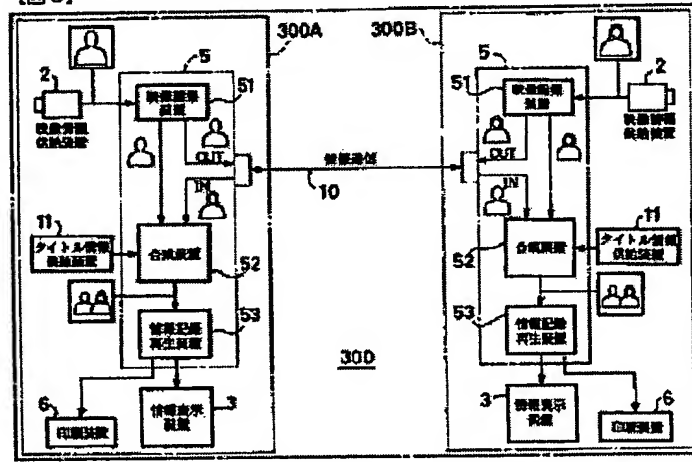 300A
300B
5
2
51
映像編集
装置
映像情報
供給装置
OUT
IN
情報通信
10
11
タイトル情報
供給装置
合成装置
52
53
情報記録
再生装置
6
印刷装置
3
情報表示
装置
300
5
51
映像編集
装置
2
映像情報
供給装置
OUT
IN
52
合成装置
11
タイトル情報
供給装置
53
情報記録
再生装置
3
情報表示
装置
6
印刷装置